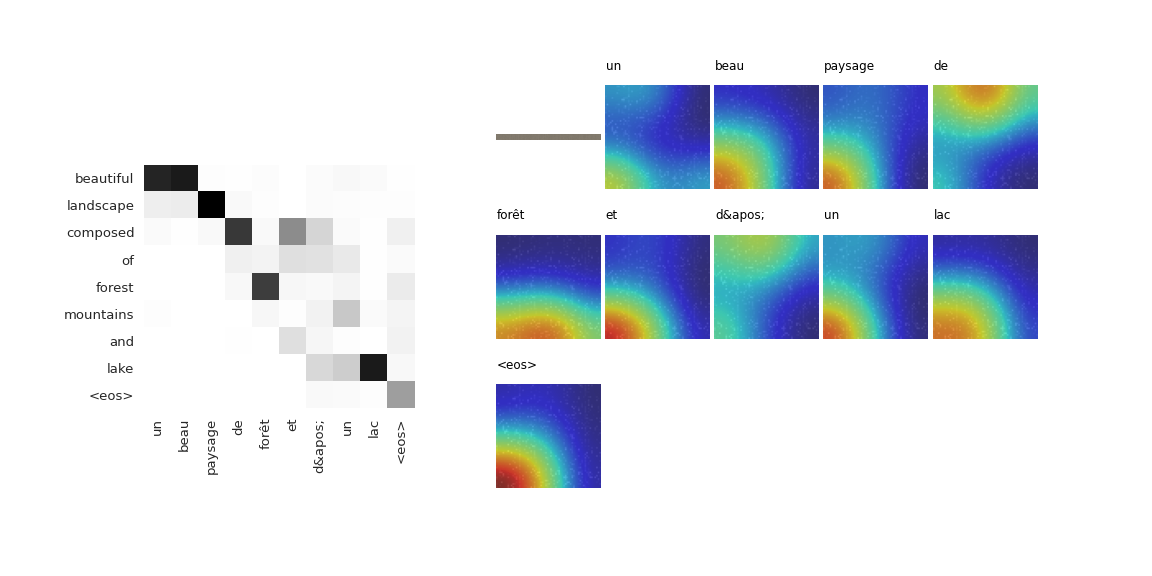 beautiful
landscape
composed
of
forest
mountains
and
lake
<eos>
un
beau
paysage
de
forêt
et
d&apos;
un
lac
<eos>
un beau paysage de
forêt et d&apos; un lac
<eos>